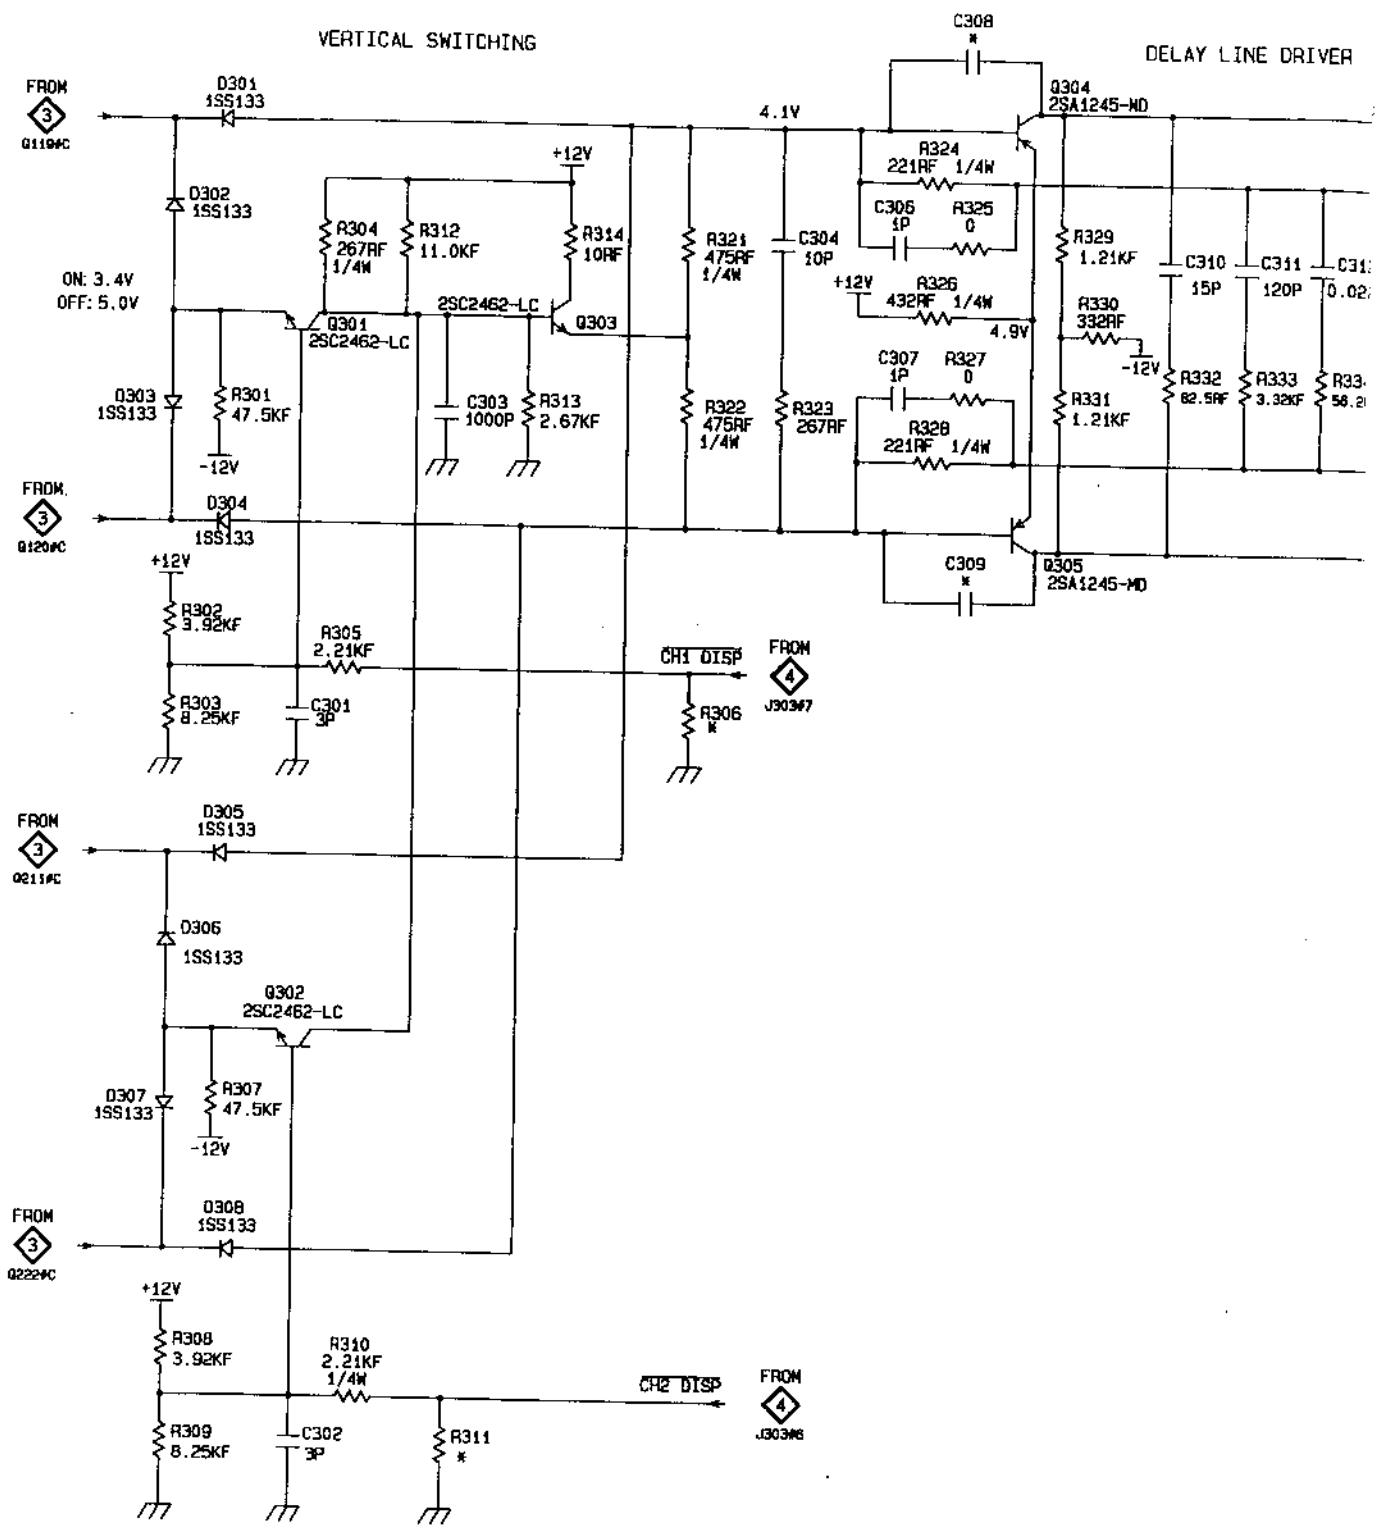 VERTICAL SWITCHING
DELAY LINE DRIVER
C308
*
FROM
3
Q119#C
D301
1SS133
4.1V
Q304
2SA1245-MD
+12V
R324
221RF 1/4W
D302
1SS133
R304
267RF
1/4W
R312
11.0KF
R314
10RF
R321
475RF
1/4W
C304
10P
C306
1P
R325
0
R329
1.21KF
C310
15P
C311
120P
ON: 3.4V
OFF: 5.0V
+12V
R326
432RF 1/4W
4.9V
R330
332RF
-12V
2SC2462-LC
Q303
Q301
2SC2462-LC
C307
1P
R327
0
D303
1SS133
R301
47.5KF
-12V
C303
1000P
R313
2.67KF
R322
475RF
1/4W
R323
267RF
R328
221RF 1/4W
R331
1.21KF
R332
82.5RF
R333
3.32KF
FROM
3
Q120#C
D304
1SS133
C309
*
Q305
2SA1245-MD
+12V
R302
3.92KF
R305
2.21KF
CH1 DISP
FROM
4
J303#7
R303
8.25KF
C301
3P
R306
*
FROM
3
Q211#C
D305
1SS133
D306
1SS133
Q302
2SC2462-LC
D307
1SS133
R307
47.5KF
-12V
FROM
3
Q222#C
D308
1SS133
+12V
R308
3.92KF
R310
2.21KF
1/4W
CH2 DISP
FROM
4
J303#6
R309
8.25KF
C302
3P
R311
*